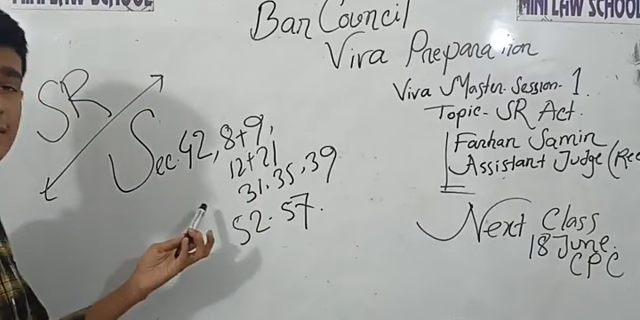 MINI LAW SCHOOL
MINI LAW SCHOOL
Bar Council
Viva Preparation
Viva Master Session-1.
Topic- SR Act.
Farhan Samin
Assistant Judge (Rec
SR
Sec. 42, 8+9,
12+21
31. 35. 39
52. 57.
Next Class
18 June.
CPC